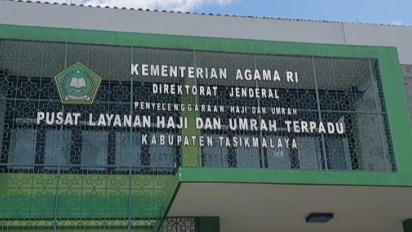 KEMENTERIAN AGAMA RI
DIREKTORAT JENDERAL
PENYELENGGARAAN HAJI DAN UMRAH
PUSAT LAYANAN HAJI DAN UMRAH TERPADU
KABUPATEN TASIKMALAYA